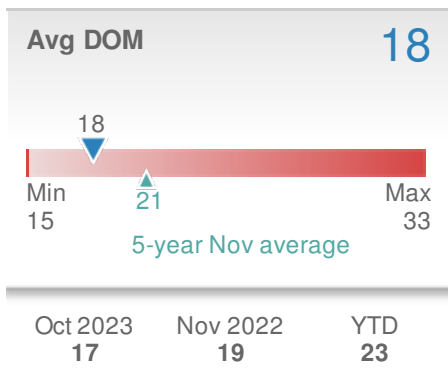 Avg DOM 18
18
Min 21 Max
15 33
5-year Nov average
Oct 2023 Nov 2022 YTD
17 19 23